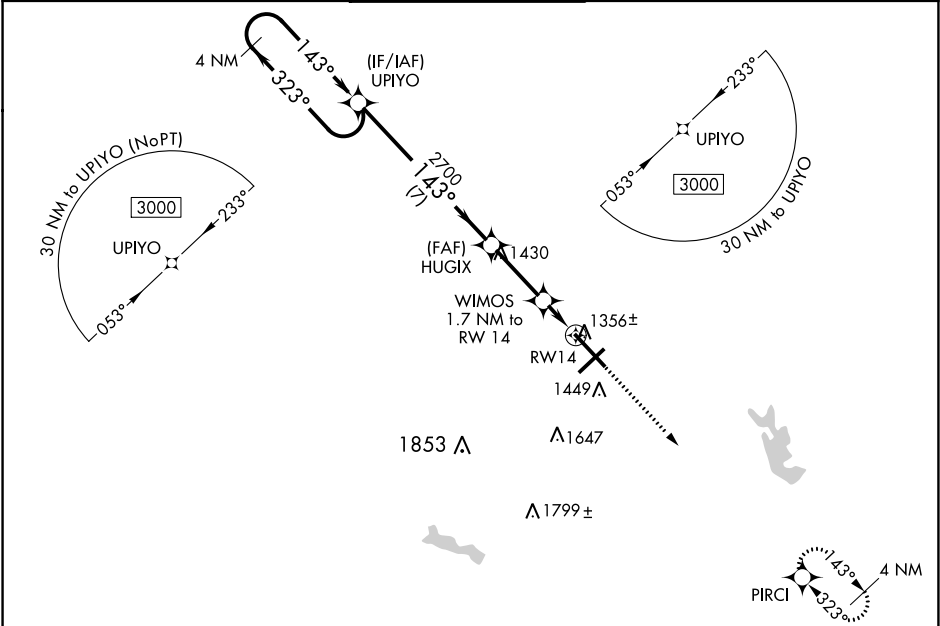 4 NM
143°
323°
(IF/IAF)
UPIYO
30 NM to UPIYO (NoPT)
3000
233°
UPIYO
053°
2700
143°
(7)
233°
UPIYO
053°
3000
30 NM to UPIYO
(FAF)
HUGIX
1430
WIMOS
1.7 NM to
RW 14
1356±
RW14
1449
1853
1647
1799±
PIRCI
143°
323°
4 NM